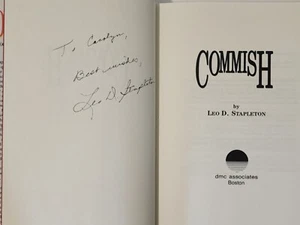 To Carolyn,
Best wishes,
Leo D. Stapleton
COMMISH
by
LEO D. STAPLETON
dmc associates
Boston